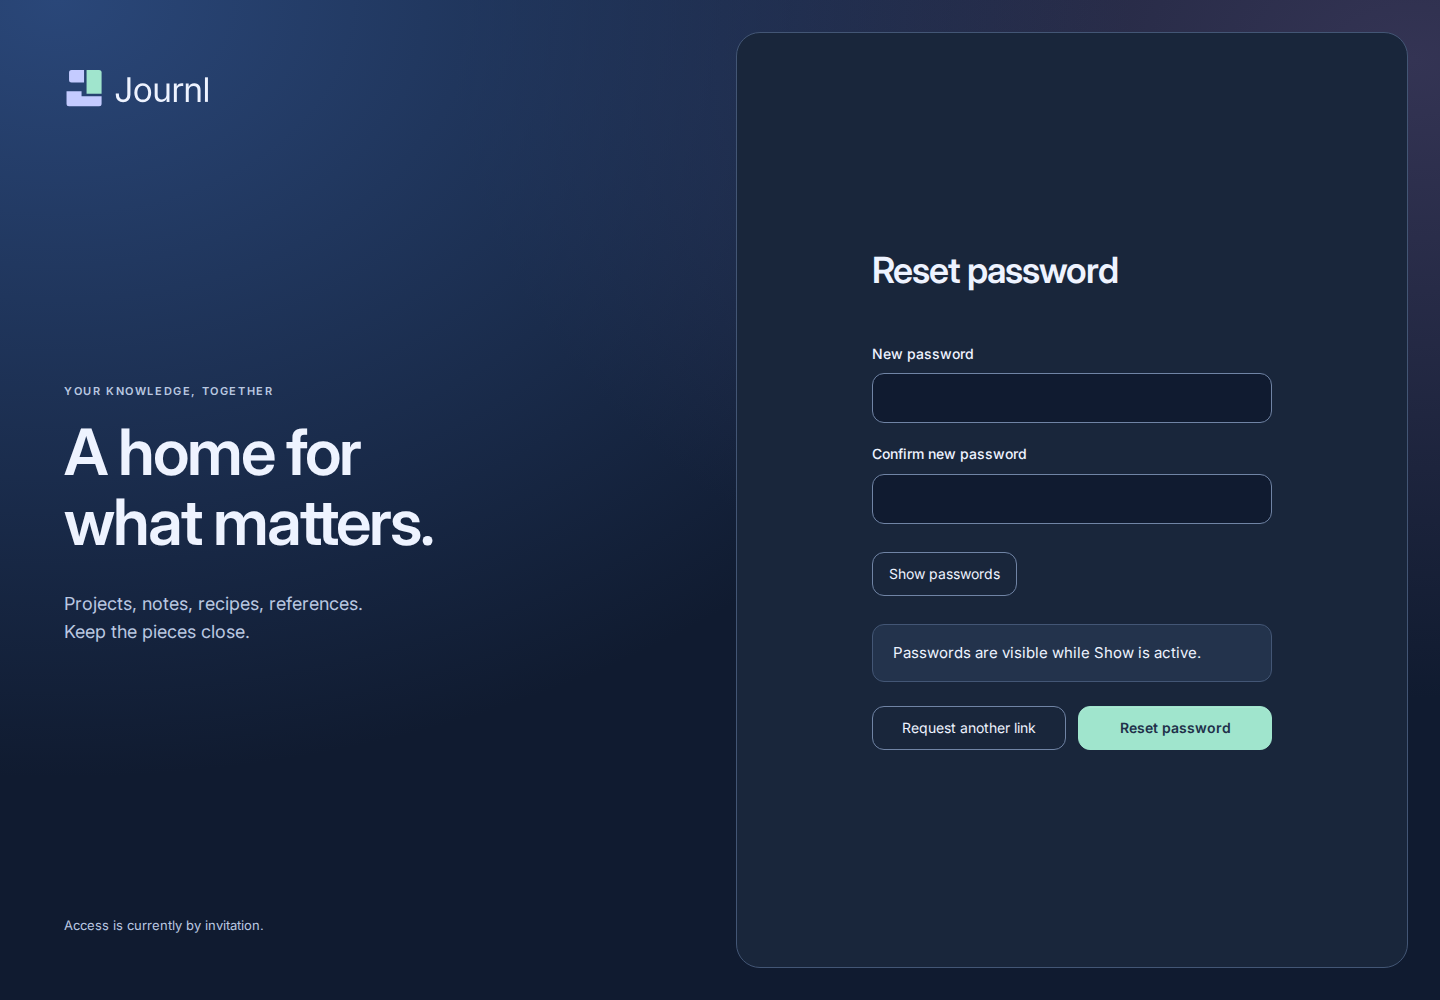 Journl
YOUR KNOWLEDGE, TOGETHER
A home for
what matters.
Projects, notes, recipes, references.
Keep the pieces close.
Access is currently by invitation.
Reset password
New password
Confirm new password
Show passwords
Passwords are visible while Show is active.
Request another link
Reset password